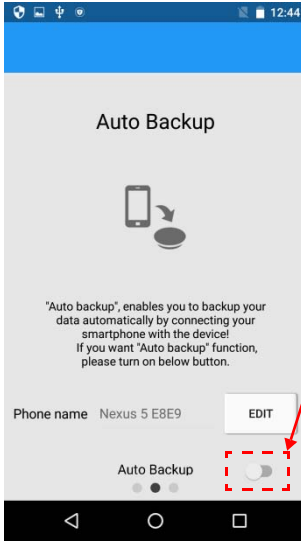 12:44
Auto Backup
"Auto backup", enables you to backup your
data automatically by connecting your
smartphone with the device!
If you want "Auto backup" function,
please turn on below button.
Phone name Nexus 5 E8E9 EDIT
Auto Backup